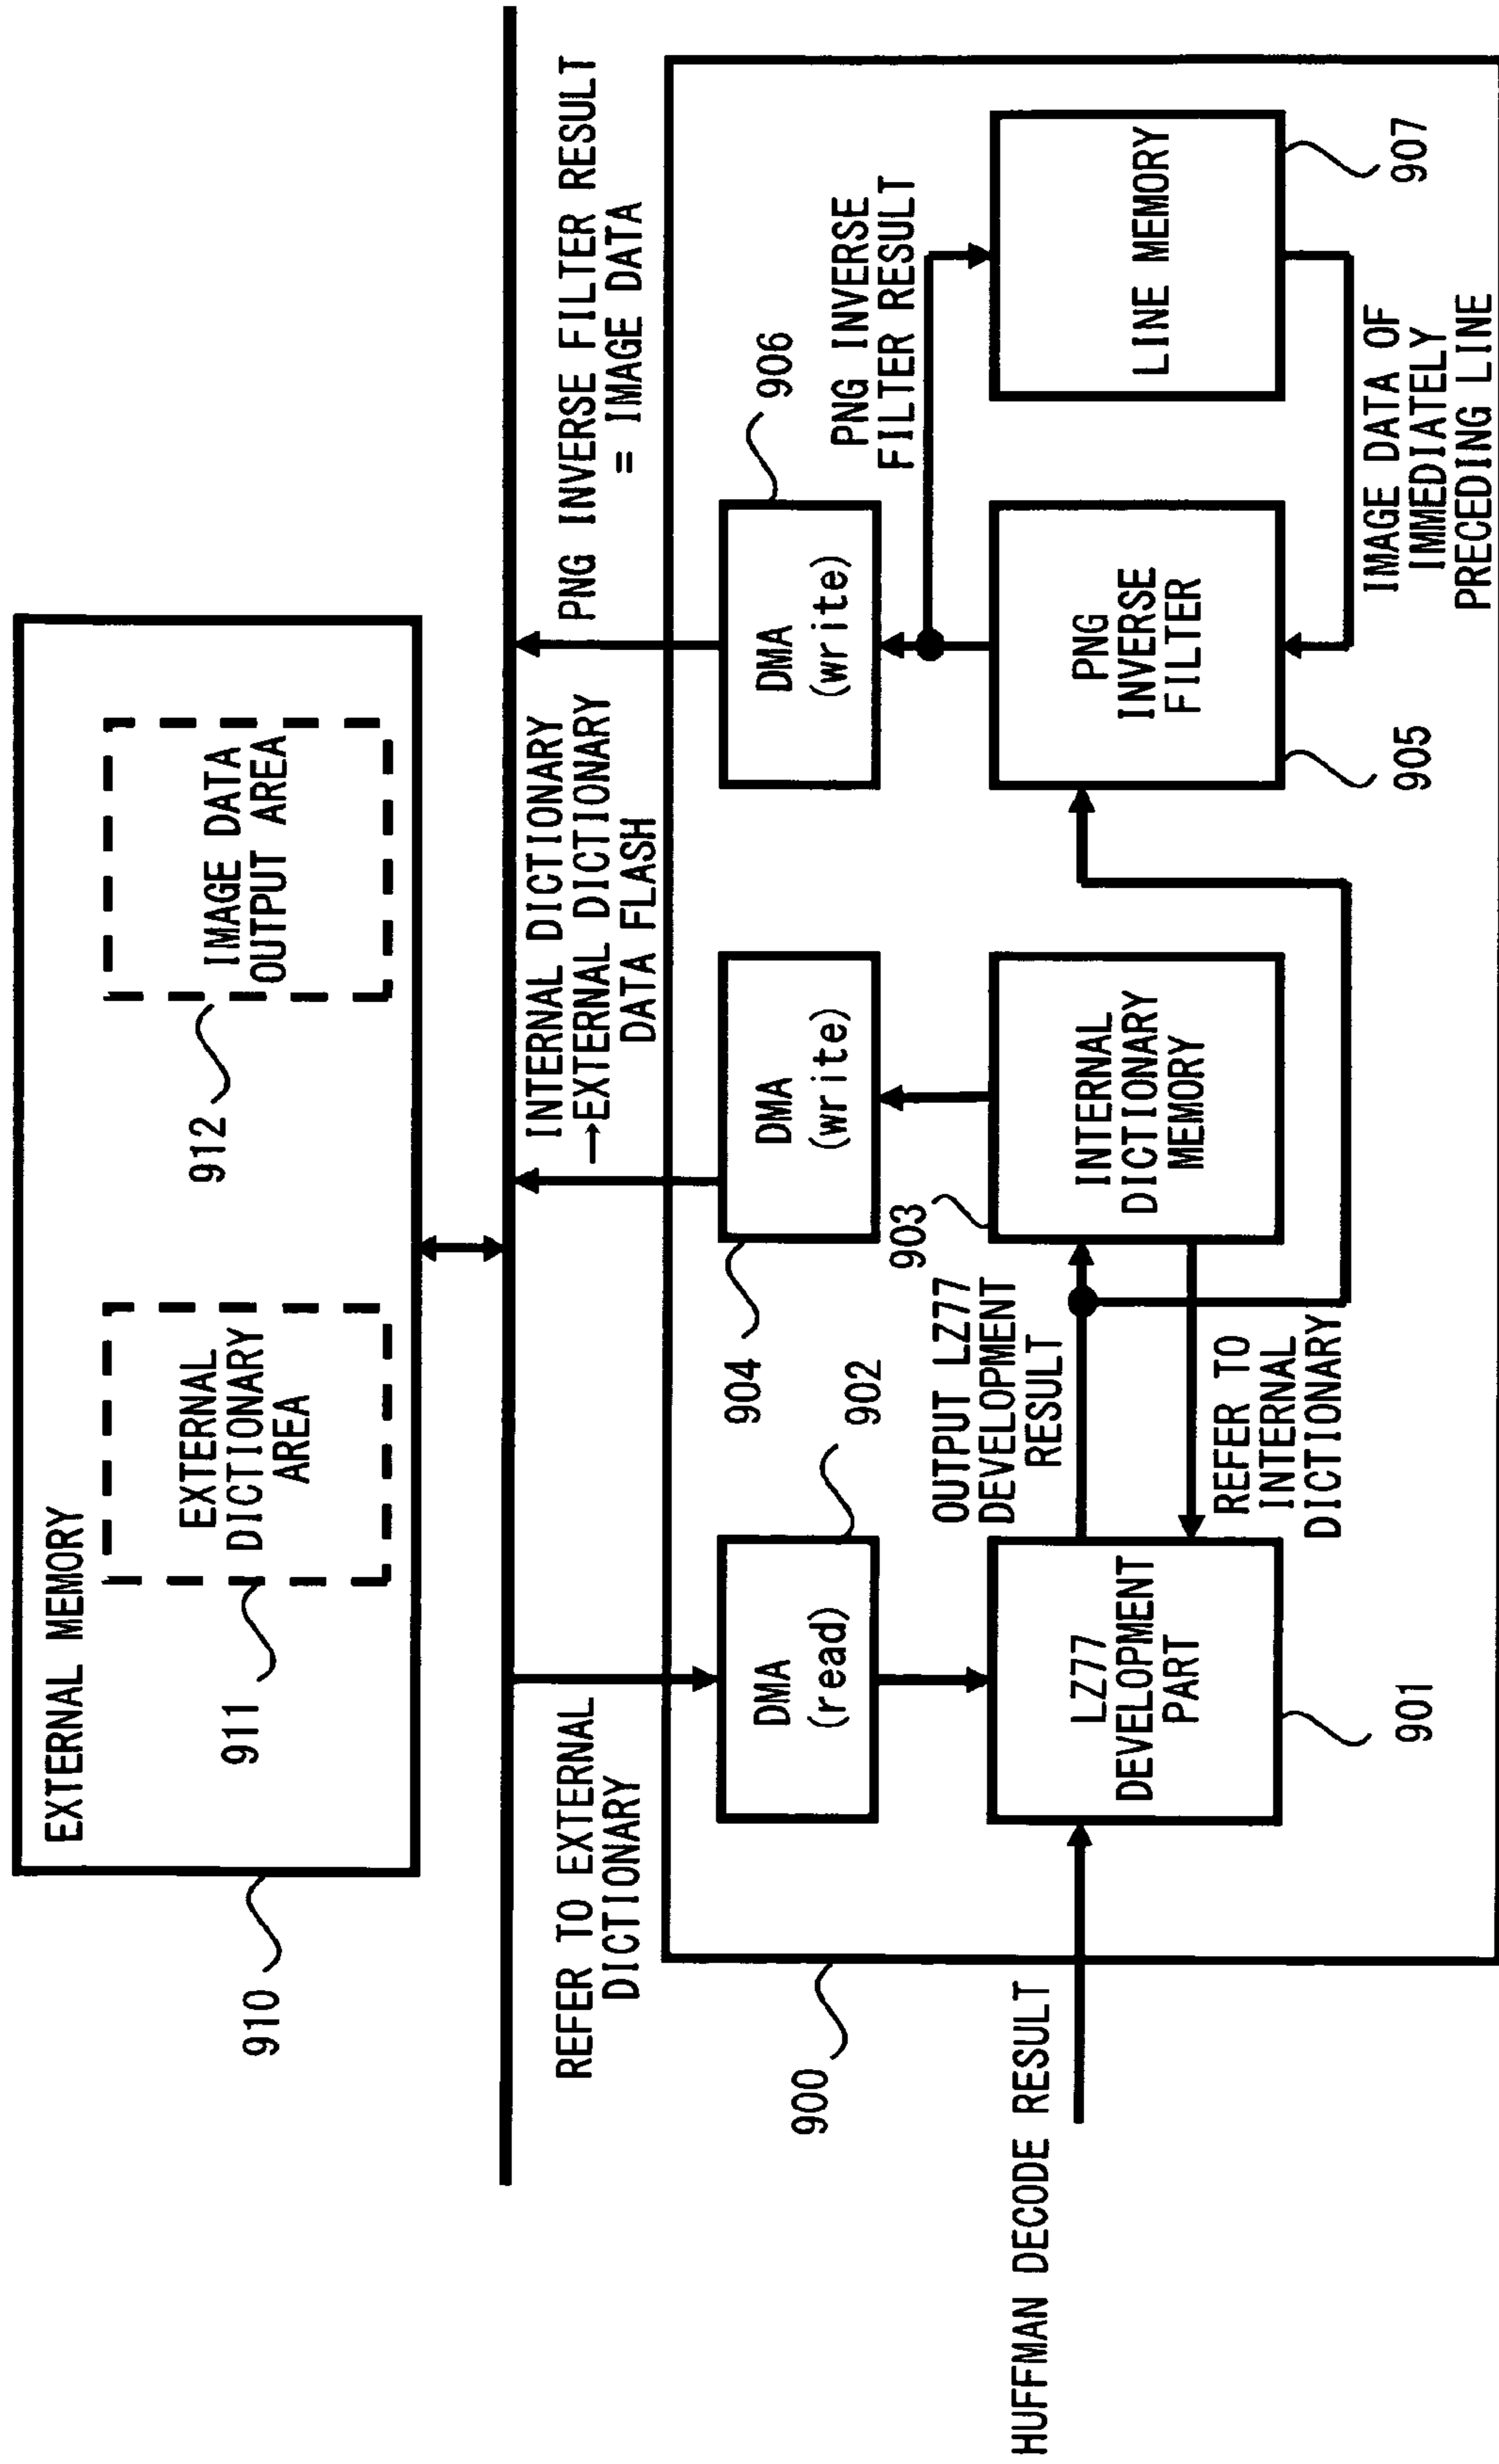 EXTERNAL MEMORY
910
EXTERNAL
DICTIONARY
AREA
911
IMAGE DATA
OUTPUT AREA
912
REFER TO EXTERNAL
DICTIONARY
INTERNAL DICTIONARY
→EXTERNAL DICTIONARY
DATA FLASH
PNG INVERSE FILTER RESULT
= IMAGE DATA
900
DMA
(read)
902
DMA
(write)
904
DMA
(write)
906
PNG INVERSE
FILTER RESULT
HUFFMAN DECODE RESULT
LZ77
DEVELOPMENT
PART
901
OUTPUT LZ77
DEVELOPMENT
RESULT
903
REFER TO
INTERNAL
DICTIONARY
INTERNAL
DICTIONARY
MEMORY
PNG
INVERSE
FILTER
905
LINE MEMORY
907
IMAGE DATA OF
IMMEDIATELY
PRECEDING LINE